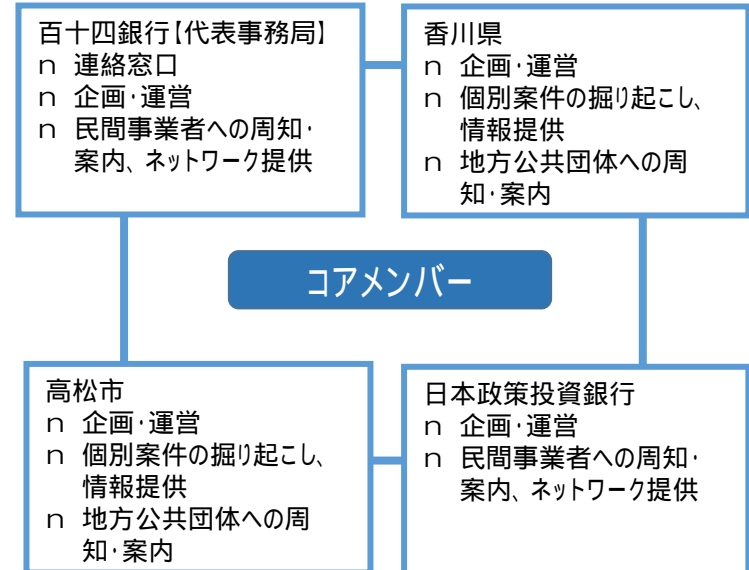 百十四銀行【代表事務局】
n 連絡窓口
n 企画・運営
n 民間事業者への周知・
案内、ネットワーク提供
香川県
n 企画・運営
n 個別案件の掘り起こし、
情報提供
n 地方公共団体への周
知・案内
コアメンバー
高松市
n 企画・運営
n 個別案件の掘り起こし、
情報提供
n 地方公共団体への周
知・案内
日本政策投資銀行
n 企画・運営
n 民間事業者への周知・
案内、ネットワーク提供